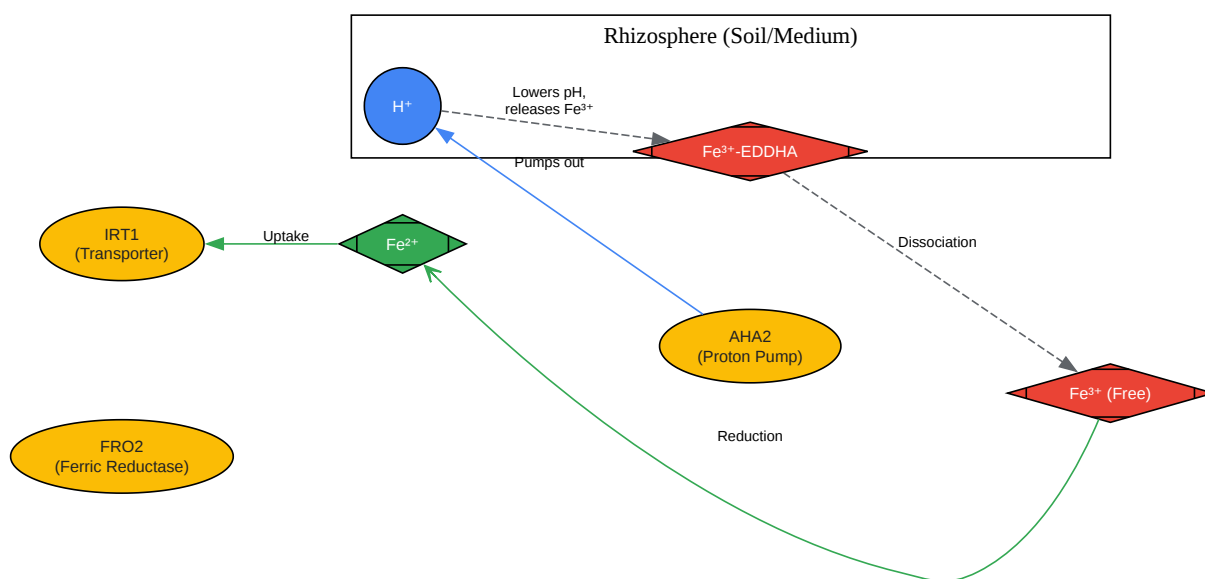 Rhizosphere (Soil/Medium)
H⁺
Lowers pH,
releases Fe³⁺
Fe³⁺-EDDHA
Pumps out
IRT1
(Transporter)
Uptake
Fe²⁺
Dissociation
AHA2
(Proton Pump)
Fe³⁺ (Free)
Reduction
FRO2
(Ferric Reductase)